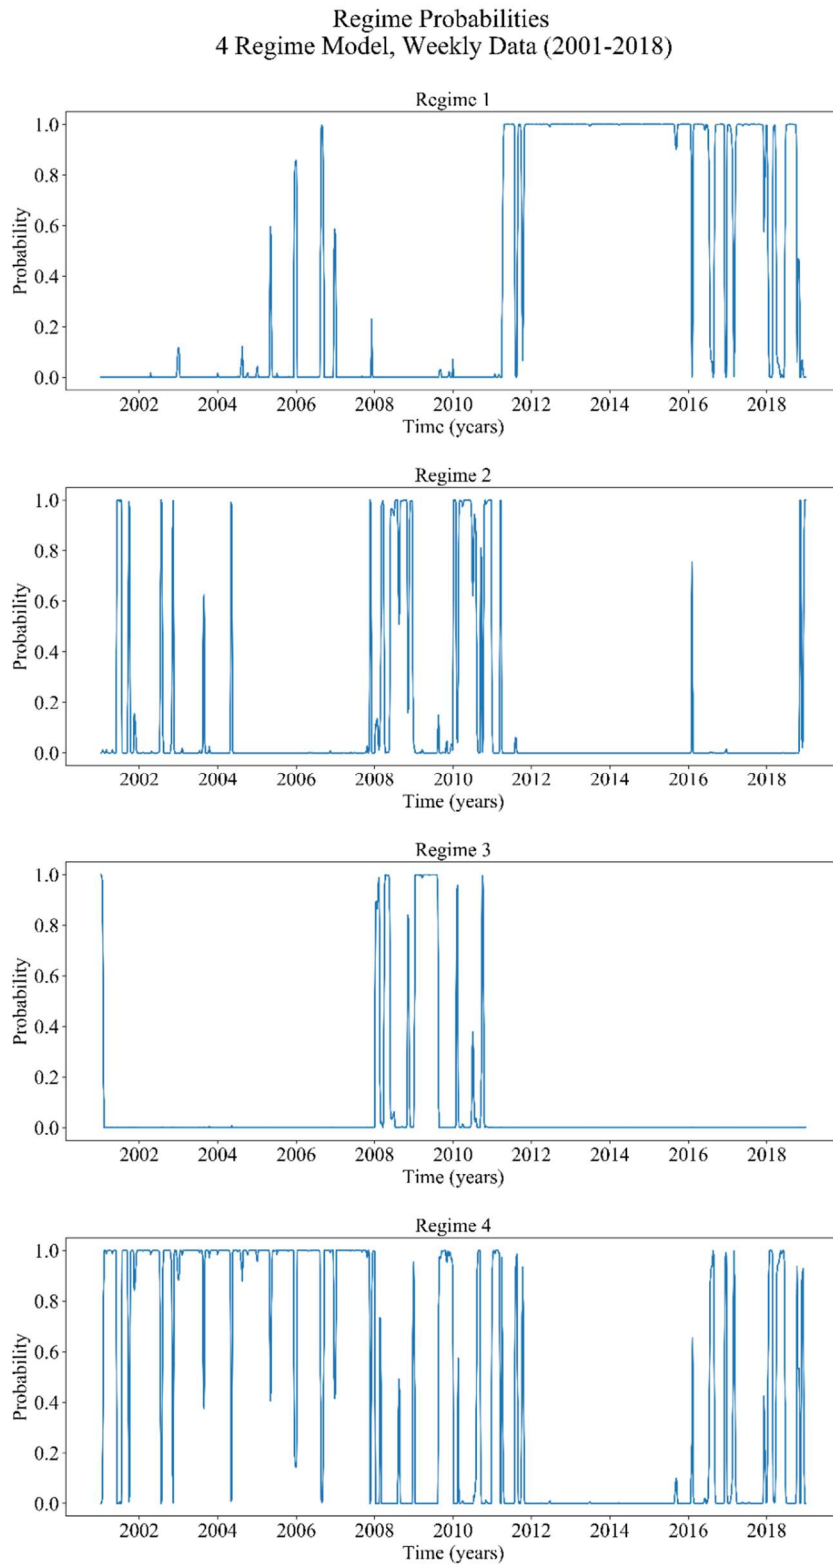 Regime Probabilities
4 Regime Model, Weekly Data (2001-2018)
Regime 1
1.0
0.8
0.6
0.4
0.2
0.0
Probability
2002 2004 2006 2008 2010 2012 2014 2016 2018
Time (years)
Regime 2
1.0
0.8
0.6
0.4
0.2
0.0
Probability
2002 2004 2006 2008 2010 2012 2014 2016 2018
Time (years)
Regime 3
1.0
0.8
0.6
0.4
0.2
0.0
Probability
2002 2004 2006 2008 2010 2012 2014 2016 2018
Time (years)
Regime 4
1.0
0.8
0.6
0.4
0.2
0.0
Probability
2002 2004 2006 2008 2010 2012 2014 2016 2018
Time (years)